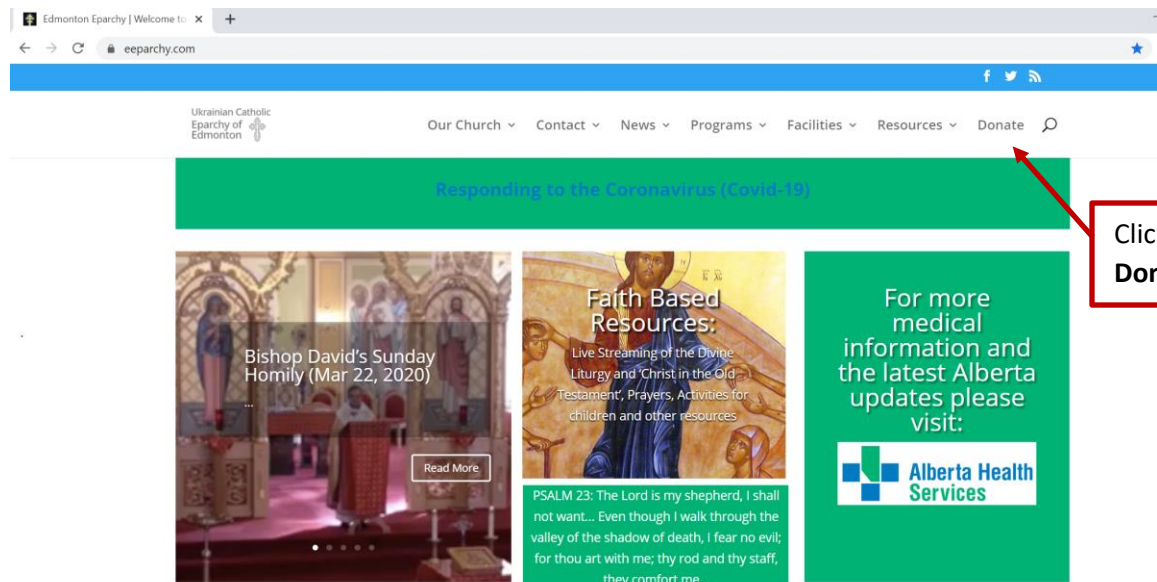 Edmonton Eparchy | Welcome to
eeparchy.com
Ukrainian Catholic
Eparchy of
Edmonton
Our Church Contact News Programs Facilities Resources Donate
Responding to the Coronavirus (Covid-19)
Bishop David's Sunday
Homily (Mar 22, 2020)
...
Read More
Faith Based
Resources:
Live Streaming of the Divine
Liturgy and 'Christ in the Old
Testament', Prayers, Activities for
children and other resources
PSALM 23: The Lord is my shepherd, I shall
not want... Even though I walk through the
valley of the shadow of death, I fear no evil;
for thou art with me; thy rod and thy staff,
they comfort me
For more
medical
information and
the latest Alberta
updates please
visit:
Alberta Health
Services